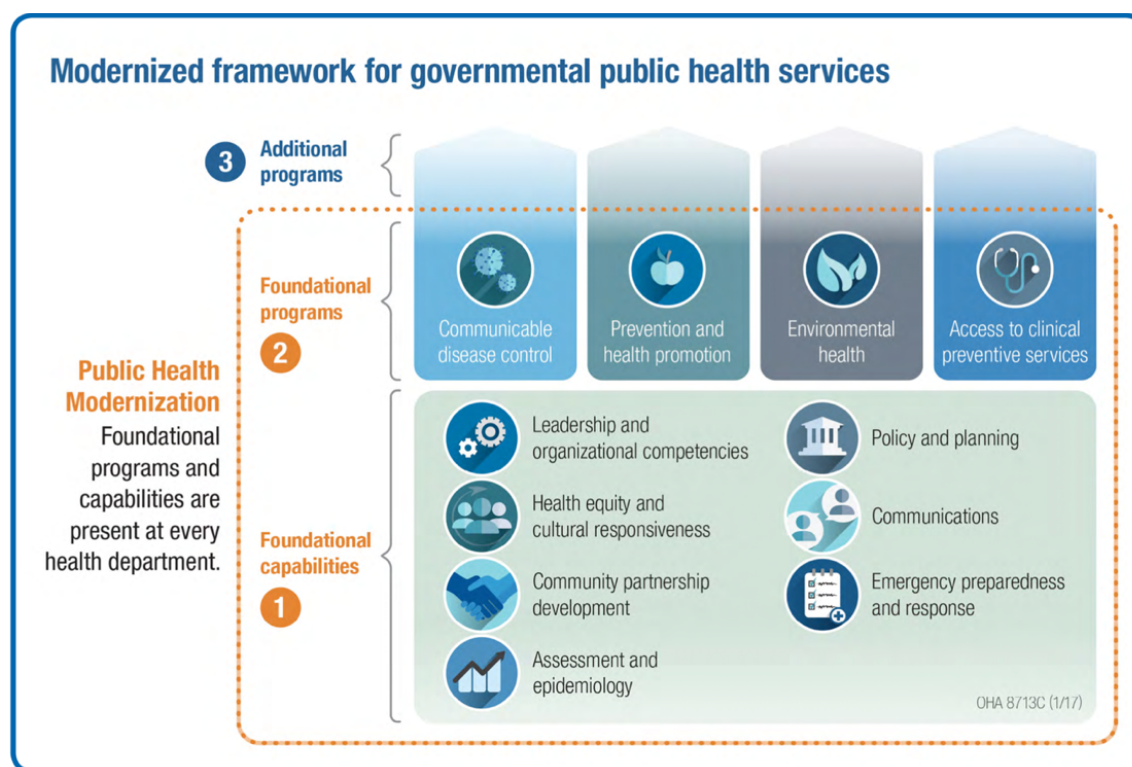 Modernized framework for governmental public health services
3
Additional
programs
Foundational
programs
2
Communicable
disease control
Prevention and
health promotion
Environmental
health
Access to clinical
preventive services
Public Health
Modernization
Foundational
programs and
capabilities are
present at every
health department.
Foundational
capabilities
1
Leadership and
organizational competencies
Health equity and
cultural responsiveness
Community partnership
development
Assessment and
epidemiology
Policy and planning
Communications
Emergency preparedness
and response
OHA 8713C (1/17)